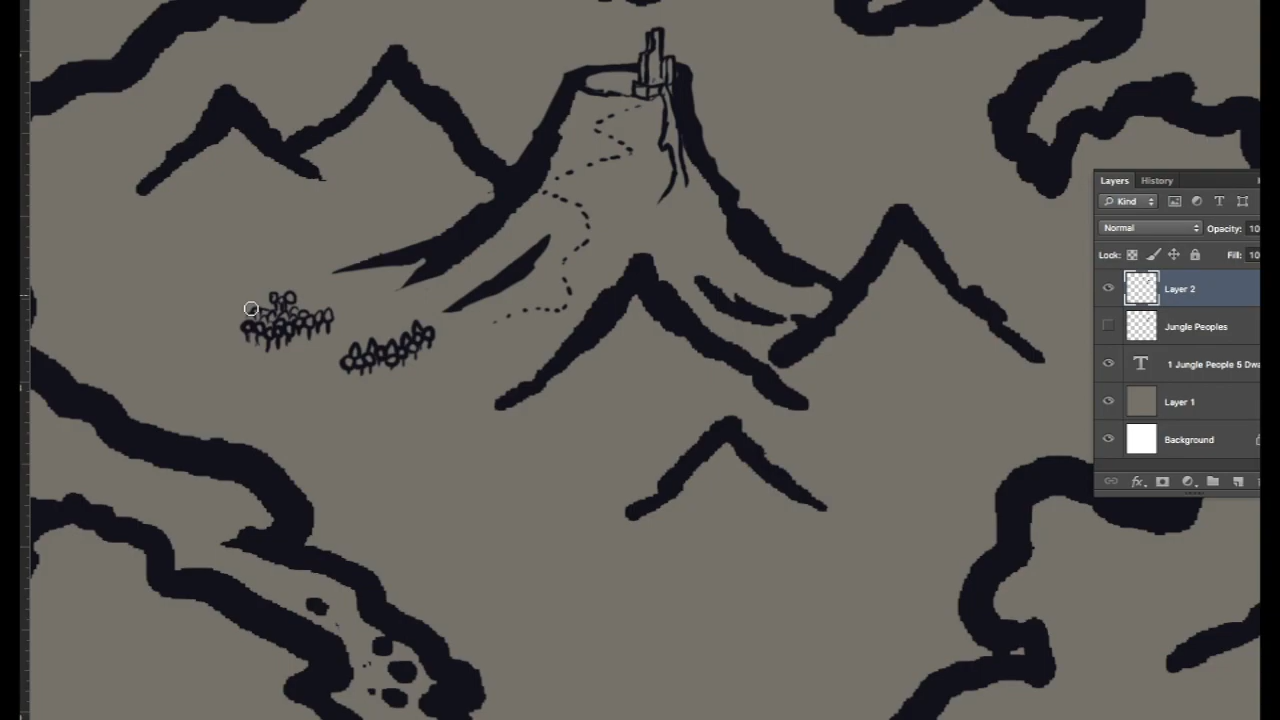 Layers History
Kind
Normal Opacity: 10
Lock: Fill: 10
Layer 2
Jungle Peoples
T 1 Jungle People 5 Dwa
Layer 1
Background
fx